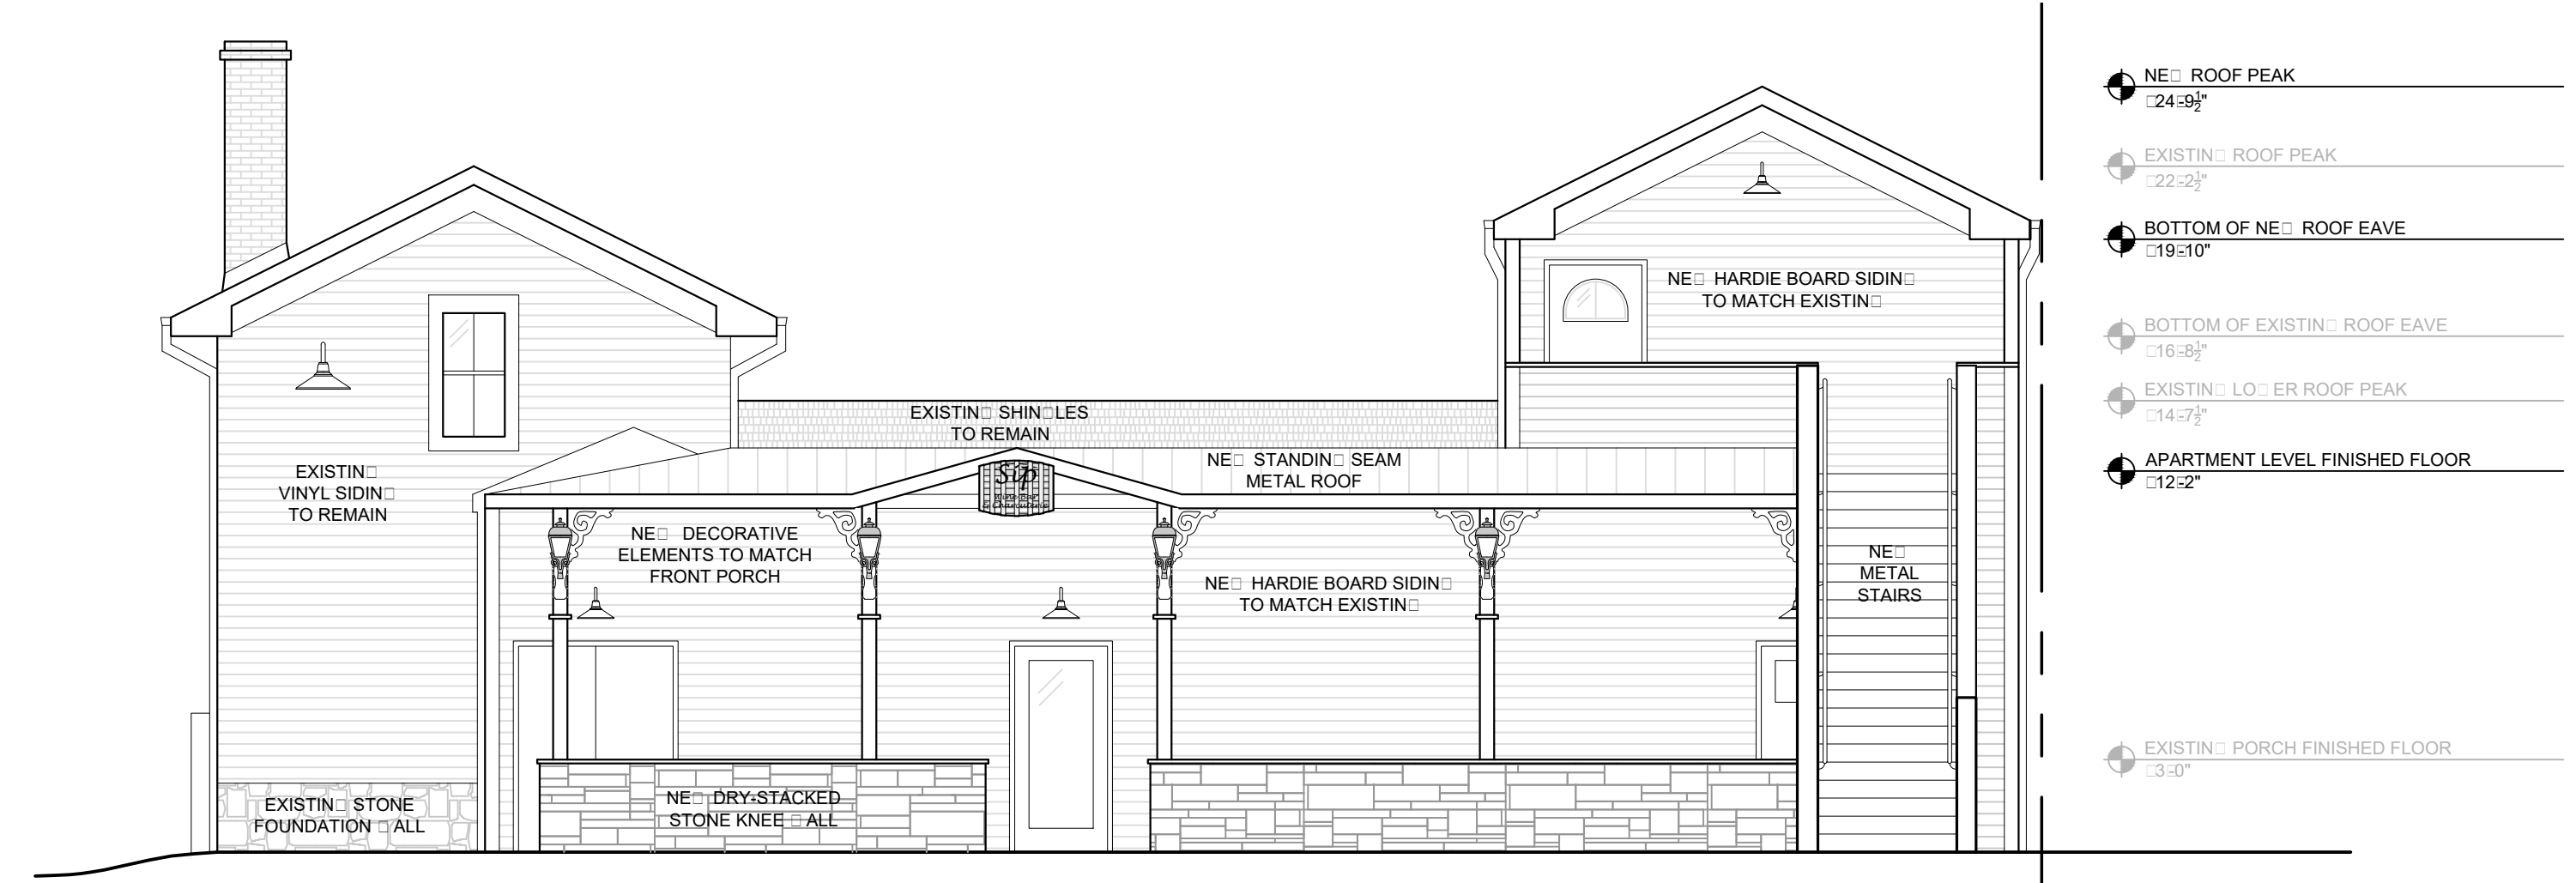 NE□ ROOF PEAK
□24□-9½"
EXISTIN□ ROOF PEAK
□22□-2½"
BOTTOM OF NE□ ROOF EAVE
□19□-10"
NE□ HARDIE BOARD SIDIN□
TO MATCH EXISTIN□
BOTTOM OF EXISTIN□ ROOF EAVE
□16□-8½"
EXISTIN□ LO□ER ROOF PEAK
□14□-7½"
EXISTIN□ SHIN□LES
TO REMAIN
NE□ STANDIN□ SEAM
METAL ROOF
APARTMENT LEVEL FINISHED FLOOR
□12□-2"
EXISTIN□
VINYL SIDIN□
TO REMAIN
Sip
NE□ DECORATIVE
ELEMENTS TO MATCH
FRONT PORCH
NE□ HARDIE BOARD SIDIN□
TO MATCH EXISTIN□
NE□
METAL
STAIRS
EXISTIN□ PORCH FINISHED FLOOR
□3□-0"
EXISTIN□ STONE
FOUNDATION □ALL
NE□ DRY-STACKED
STONE KNEE □ALL